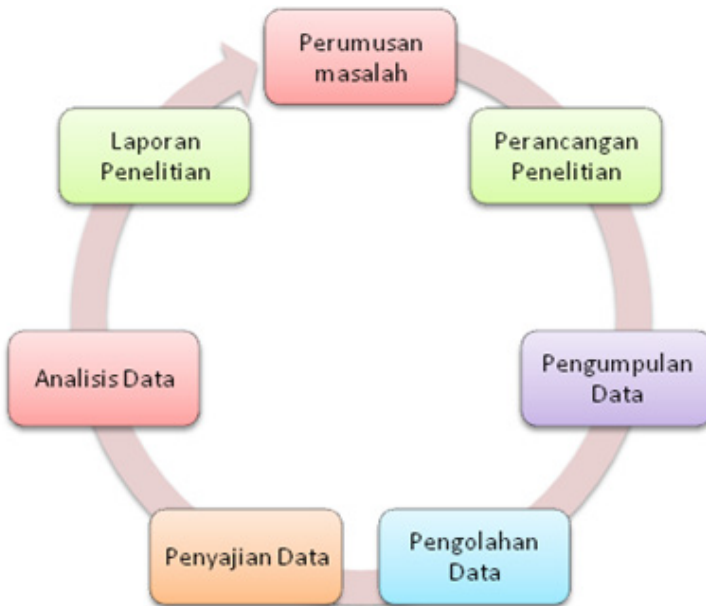 Perumusan
masalah
Perancangan
Penelitian
Pengumpulan
Data
Pengolahan
Data
Penyajian Data
Analisis Data
Laporan
Penelitian